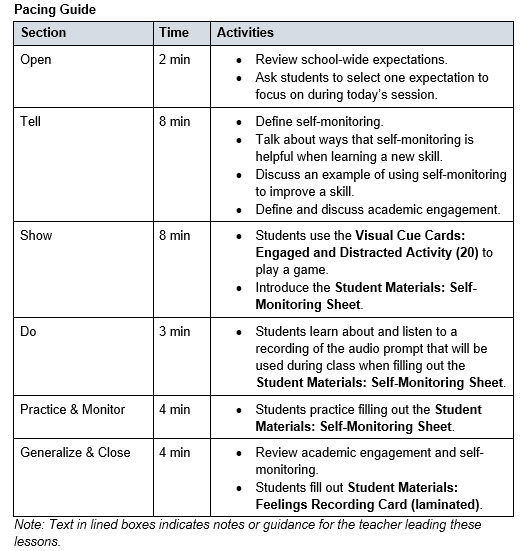 Pacing Guide
Section Time Activities
Open 2 min • Review school-wide expectations.
• Ask students to select one expectation to
focus on during today's session.
Tell 8 min • Define self-monitoring.
• Talk about ways that self-monitoring is
helpful when learning a new skill.
• Discuss an example of using self-monitoring
to improve a skill.
• Define and discuss academic engagement.
Show 8 min • Students use the Visual Cue Cards:
Engaged and Distracted Activity (20) to
play a game.
• Introduce the Student Materials: Self-
Monitoring Sheet.
Do 3 min • Students learn about and listen to a
recording of the audio prompt that will be
used during class when filling out the
Student Materials: Self-Monitoring Sheet.
Practice & Monitor 4 min • Students practice filling out the Student
Materials: Self-Monitoring Sheet.
Generalize & Close 4 min • Review academic engagement and self-
monitoring.
• Students fill out Student Materials:
Feelings Recording Card (laminated).
Note: Text in lined boxes indicates notes or guidance for the teacher leading these
lessons.